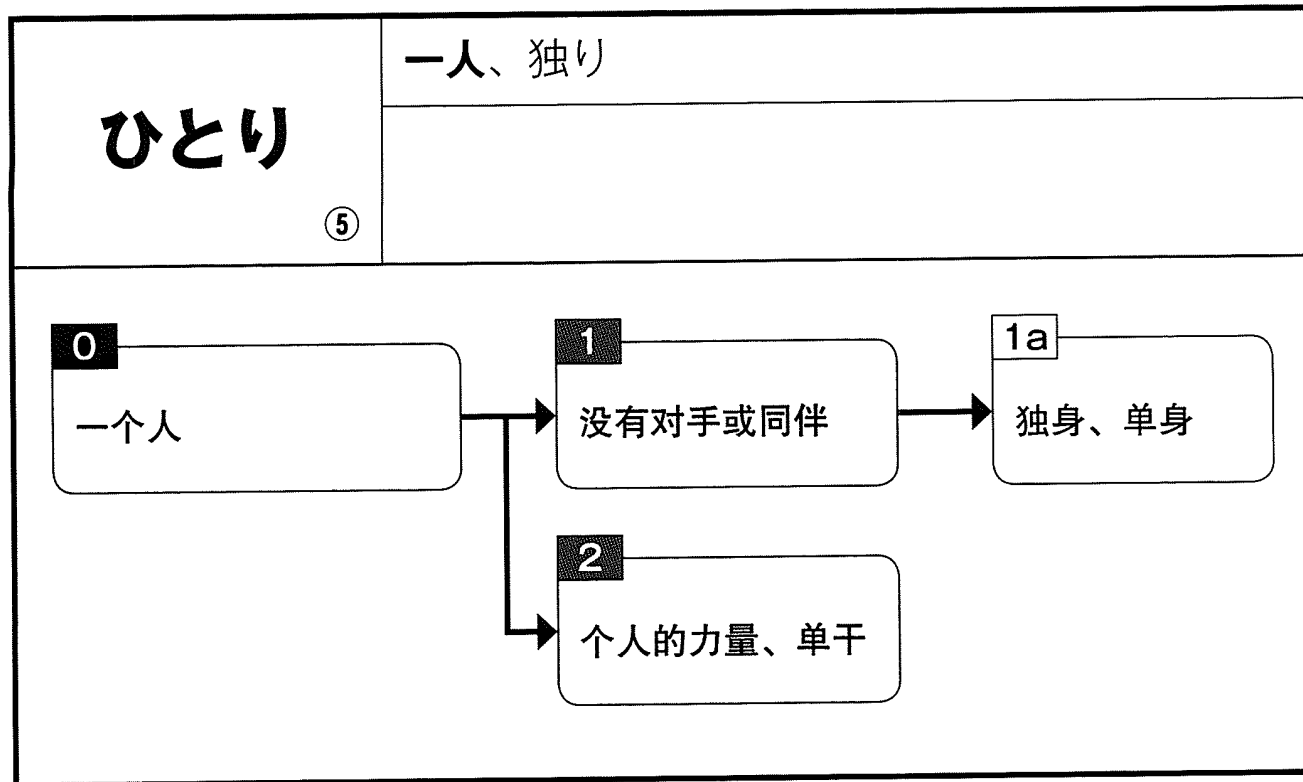 ひとり
⑤
一人、独り
0
一个人
1
没有对手或同伴
1a
独身、单身
2
个人的力量、单干